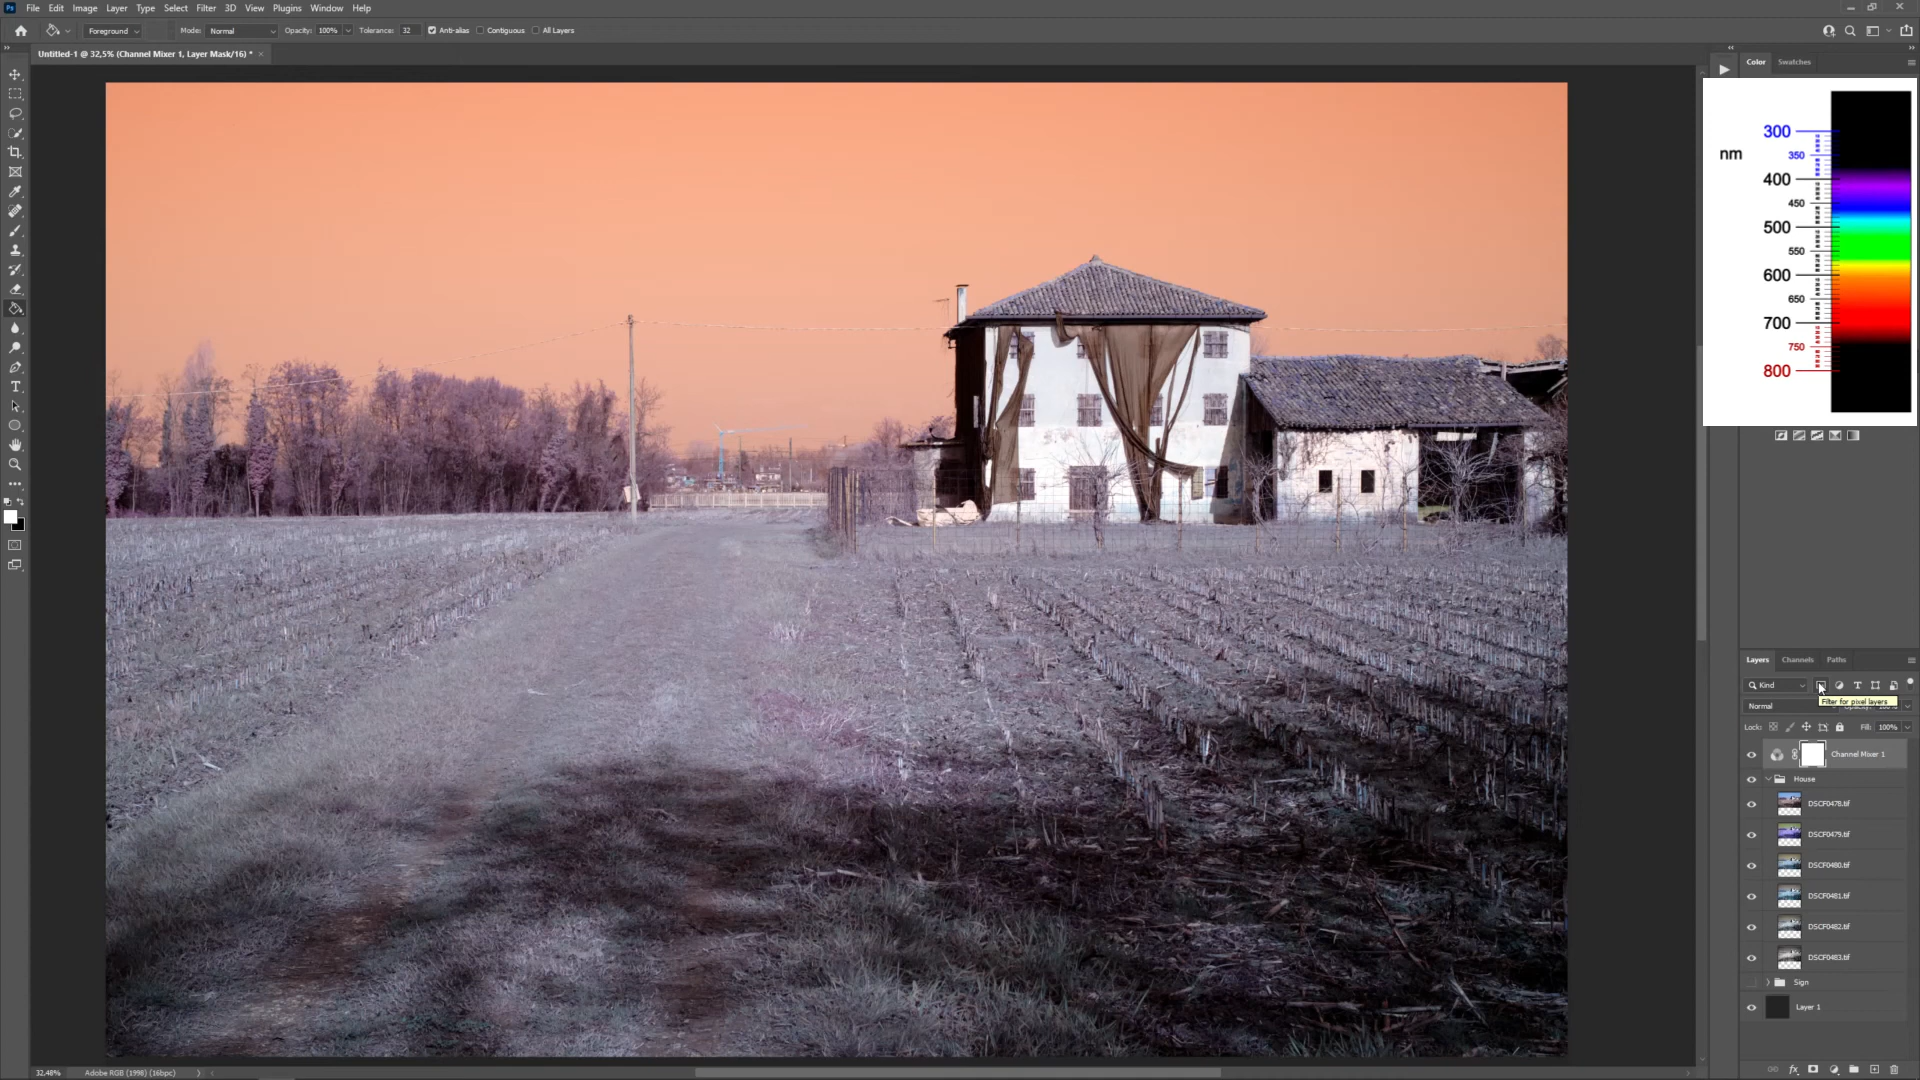 Ps File Edit Image Layer Type Select Filter 3D View Plugins Window Help
Foreground Mode: Normal Opacity: 100% Tolerance: 32 Anti-alias Contiguous All Layers
Untitled-1 @ 32,5% (Channel Mixer 1, Layer Mask/16) * ×
Color Swatches
nm
300
350
400
450
500
550
600
650
700
750
800
Layers Channels Paths
Kind
Filter for pixel layers
Normal
Lock: Fill: 100%
Channel Mixer 1
House
DSCF0478.tif
DSCF0479.tif
DSCF0480.tif
DSCF0481.tif
DSCF0482.tif
DSCF0483.tif
Sign
Layer 1
fx
32,48% Adobe RGB (1998) (16bpc)